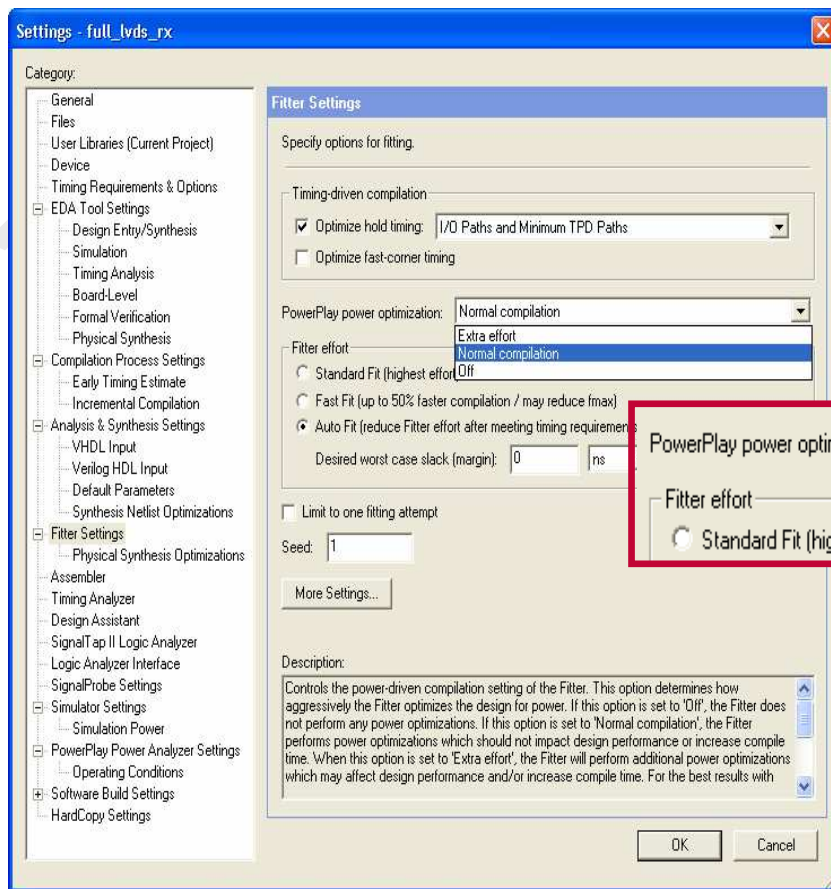 Settings - full_lvds_rx
Category:
General
Files
User Libraries (Current Project)
Device
Timing Requirements & Options
EDA Tool Settings
Design Entry/Synthesis
Simulation
Timing Analysis
Board-Level
Formal Verification
Physical Synthesis
Compilation Process Settings
Early Timing Estimate
Incremental Compilation
Analysis & Synthesis Settings
VHDL Input
Verilog HDL Input
Default Parameters
Synthesis Netlist Optimizations
Fitter Settings
Physical Synthesis Optimizations
Assembler
Timing Analyzer
Design Assistant
SignalTap II Logic Analyzer
Logic Analyzer Interface
SignalProbe Settings
Simulator Settings
Simulation Power
PowerPlay Power Analyzer Settings
Operating Conditions
Software Build Settings
HardCopy Settings
Fitter Settings
Specify options for fitting.
Timing-driven compilation
Optimize hold timing: I/O Paths and Minimum TPD Paths
Optimize fast-corner timing
PowerPlay power optimization: Normal compilation
Extra effort
Normal compilation
Off
Fitter effort
Standard Fit (highest effort
Fast Fit (up to 50% faster compilation / may reduce fmax)
Auto Fit (reduce Fitter effort after meeting timing requirements
Desired worst case slack (margin): 0 ns
Limit to one fitting attempt
Seed: 1
More Settings...
Description:
Controls the power-driven compilation setting of the Fitter. This option determines how
aggressively the Fitter optimizes the design for power. If this option is set to 'Off', the Fitter does
not perform any power optimizations. If this option is set to 'Normal compilation', the Fitter
performs power optimizations which should not impact design performance or increase compile
time. When this option is set to 'Extra effort', the Fitter will perform additional power optimizations
which may affect design performance and/or increase compile time. For the best results with
OK Cancel
PowerPlay power optim
Fitter effort
Standard Fit (hig